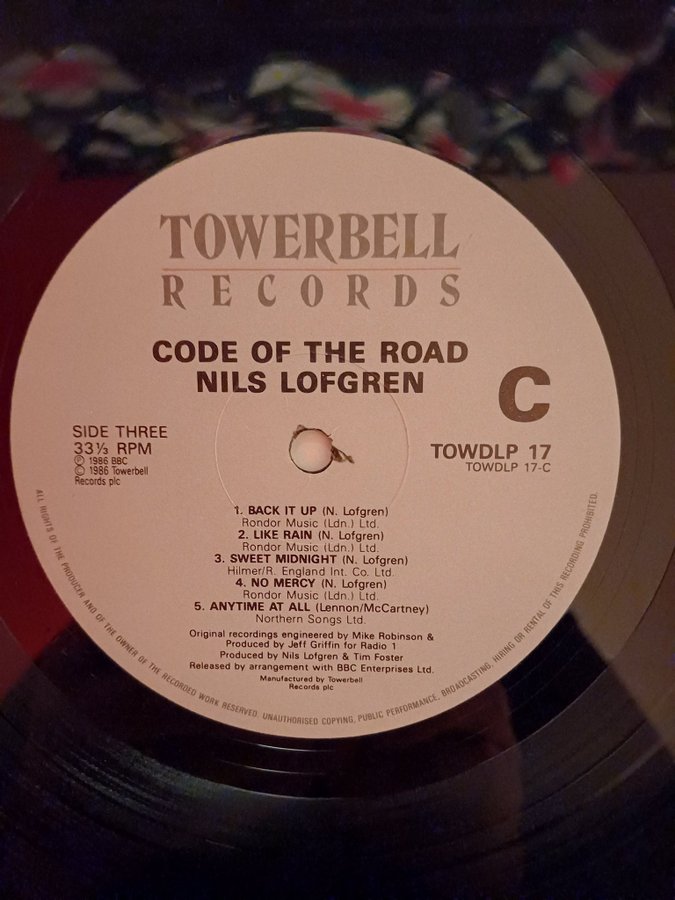 TOWERBELL
RECORDS
CODE OF THE ROAD
NILS LOFGREN
C
SIDE THREE
33⅓ RPM
℗ 1986 BBC
© 1986 Towerbell
Records plc
TOWDLP 17
TOWDLP 17-C
1. BACK IT UP (N. Lofgren)
Rondor Music (Ldn.) Ltd.
2. LIKE RAIN (N. Lofgren)
Rondor Music (Ldn.) Ltd.
3. SWEET MIDNIGHT (N. Lofgren)
Hilmer/R. England Int. Co. Ltd.
4. NO MERCY (N. Lofgren)
Rondor Music (Ldn.) Ltd.
5. ANYTIME AT ALL (Lennon/McCartney)
Northern Songs Ltd.
Original recordings engineered by Mike Robinson &
Produced by Jeff Griffin for Radio 1
Produced by Nils Lofgren & Tim Foster
Released by arrangement with BBC Enterprises Ltd.
Manufactured by Towerbell
Records plc
ALL RIGHTS OF THE PRODUCER AND OF THE OWNER OF THE RECORDED WORK RESERVED. UNAUTHORISED COPYING, PUBLIC PERFORMANCE, BROADCASTING, HIRING OR RENTAL OF THIS RECORDING PROHIBITED.